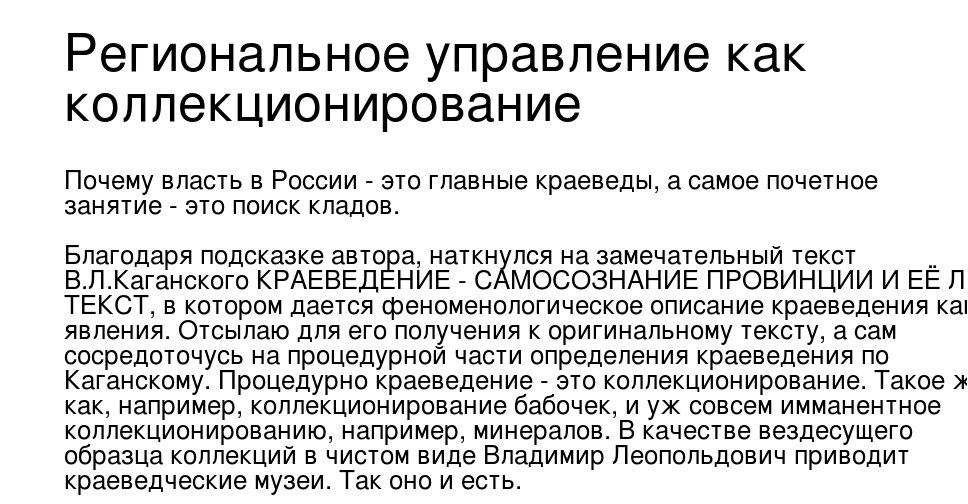 Региональное управление как
коллекционирование
Почему власть в России - это главные краеведы, а самое почетное
занятие - это поиск кладов.
Благодаря подсказке автора, наткнулся на замечательный текст
В.Л.Каганского КРАЕВЕДЕНИЕ - САМОСОЗНАНИЕ ПРОВИНЦИИ И ЕЁ
ТЕКСТ, в котором дается феноменологическое описание краеведения
явления. Отсылаю для его получения к оригинальному тексту, а сам
сосредоточусь на процедурной части определения краеведения по
Каганскому. Процедурно краеведение - это коллекционирование. Такое
как, например, коллекционирование бабочек, и уж совсем имманентное
коллекционированию, например, минералов. В качестве вездесущего
образца коллекций в чистом виде Владимир Леопольдович приводит
краеведческие музеи. Так оно и есть.